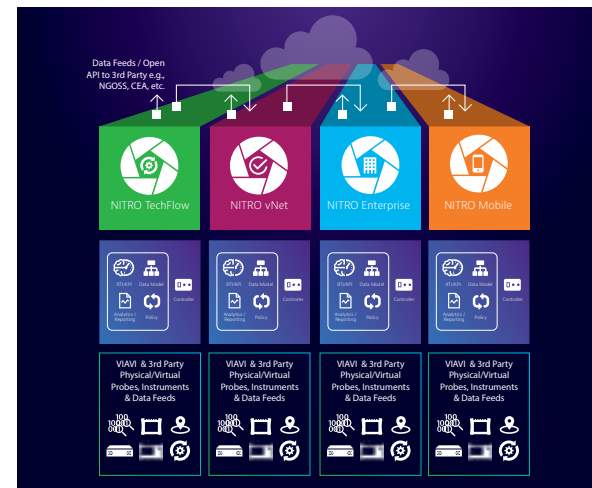 Data Feeds / Open
API to 3rd Party e.g.,
NGOSS, CEA, etc.
NITRO TechFlow
NITRO vNet
NITRO Enterprise
NITRO Mobile
RTI/KPI Data Model
Controller
Analytics /
Reporting
Policy
RTI/KPI Data Model
Controller
Analytics /
Reporting
Policy
RTI/KPI Data Model
Controller
Analytics /
Reporting
Policy
RTI/KPI Data Model
Controller
Analytics /
Reporting
Policy
VIAVI & 3rd Party
Physical/Virtual
Probes, Instruments
& Data Feeds
VIAVI & 3rd Party
Physical/Virtual
Probes, Instruments
& Data Feeds
VIAVI & 3rd Party
Physical/Virtual
Probes, Instruments
& Data Feeds
VIAVI & 3rd Party
Physical/Virtual
Probes, Instruments
& Data Feeds